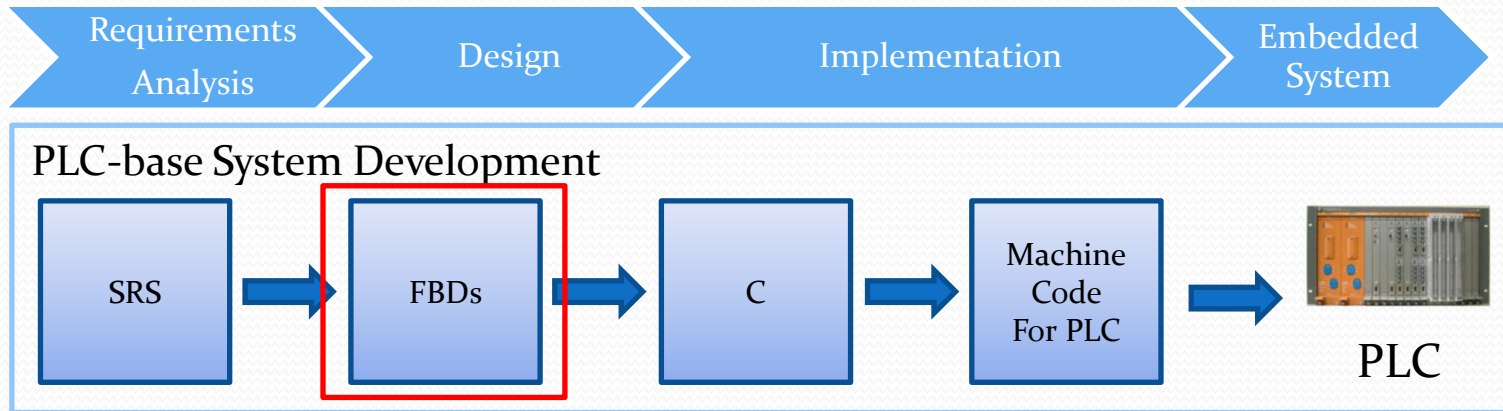 Requirements
Analysis
Design
Implementation
Embedded
System
PLC-base System Development
SRS
FBDs
C
Machine
Code
For PLC
PLC